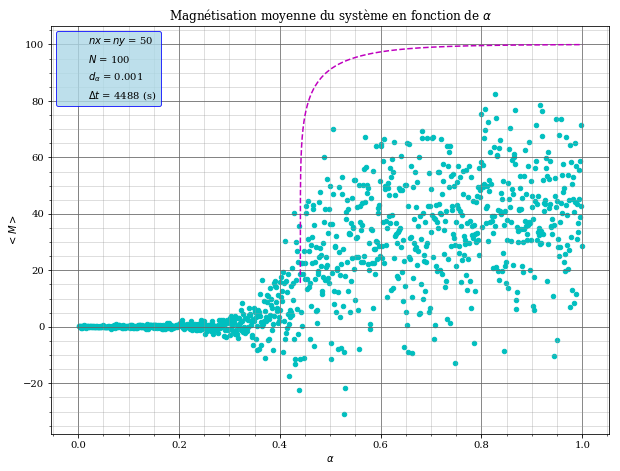 Magnétisation moyenne du système en fonction de α
nx = ny = 50
N = 100
d_α = 0.001
Δt = 4488 (s)
100
80
60
40
20
0
−20
< M >
0.0 0.2 0.4 0.6 0.8 1.0
α